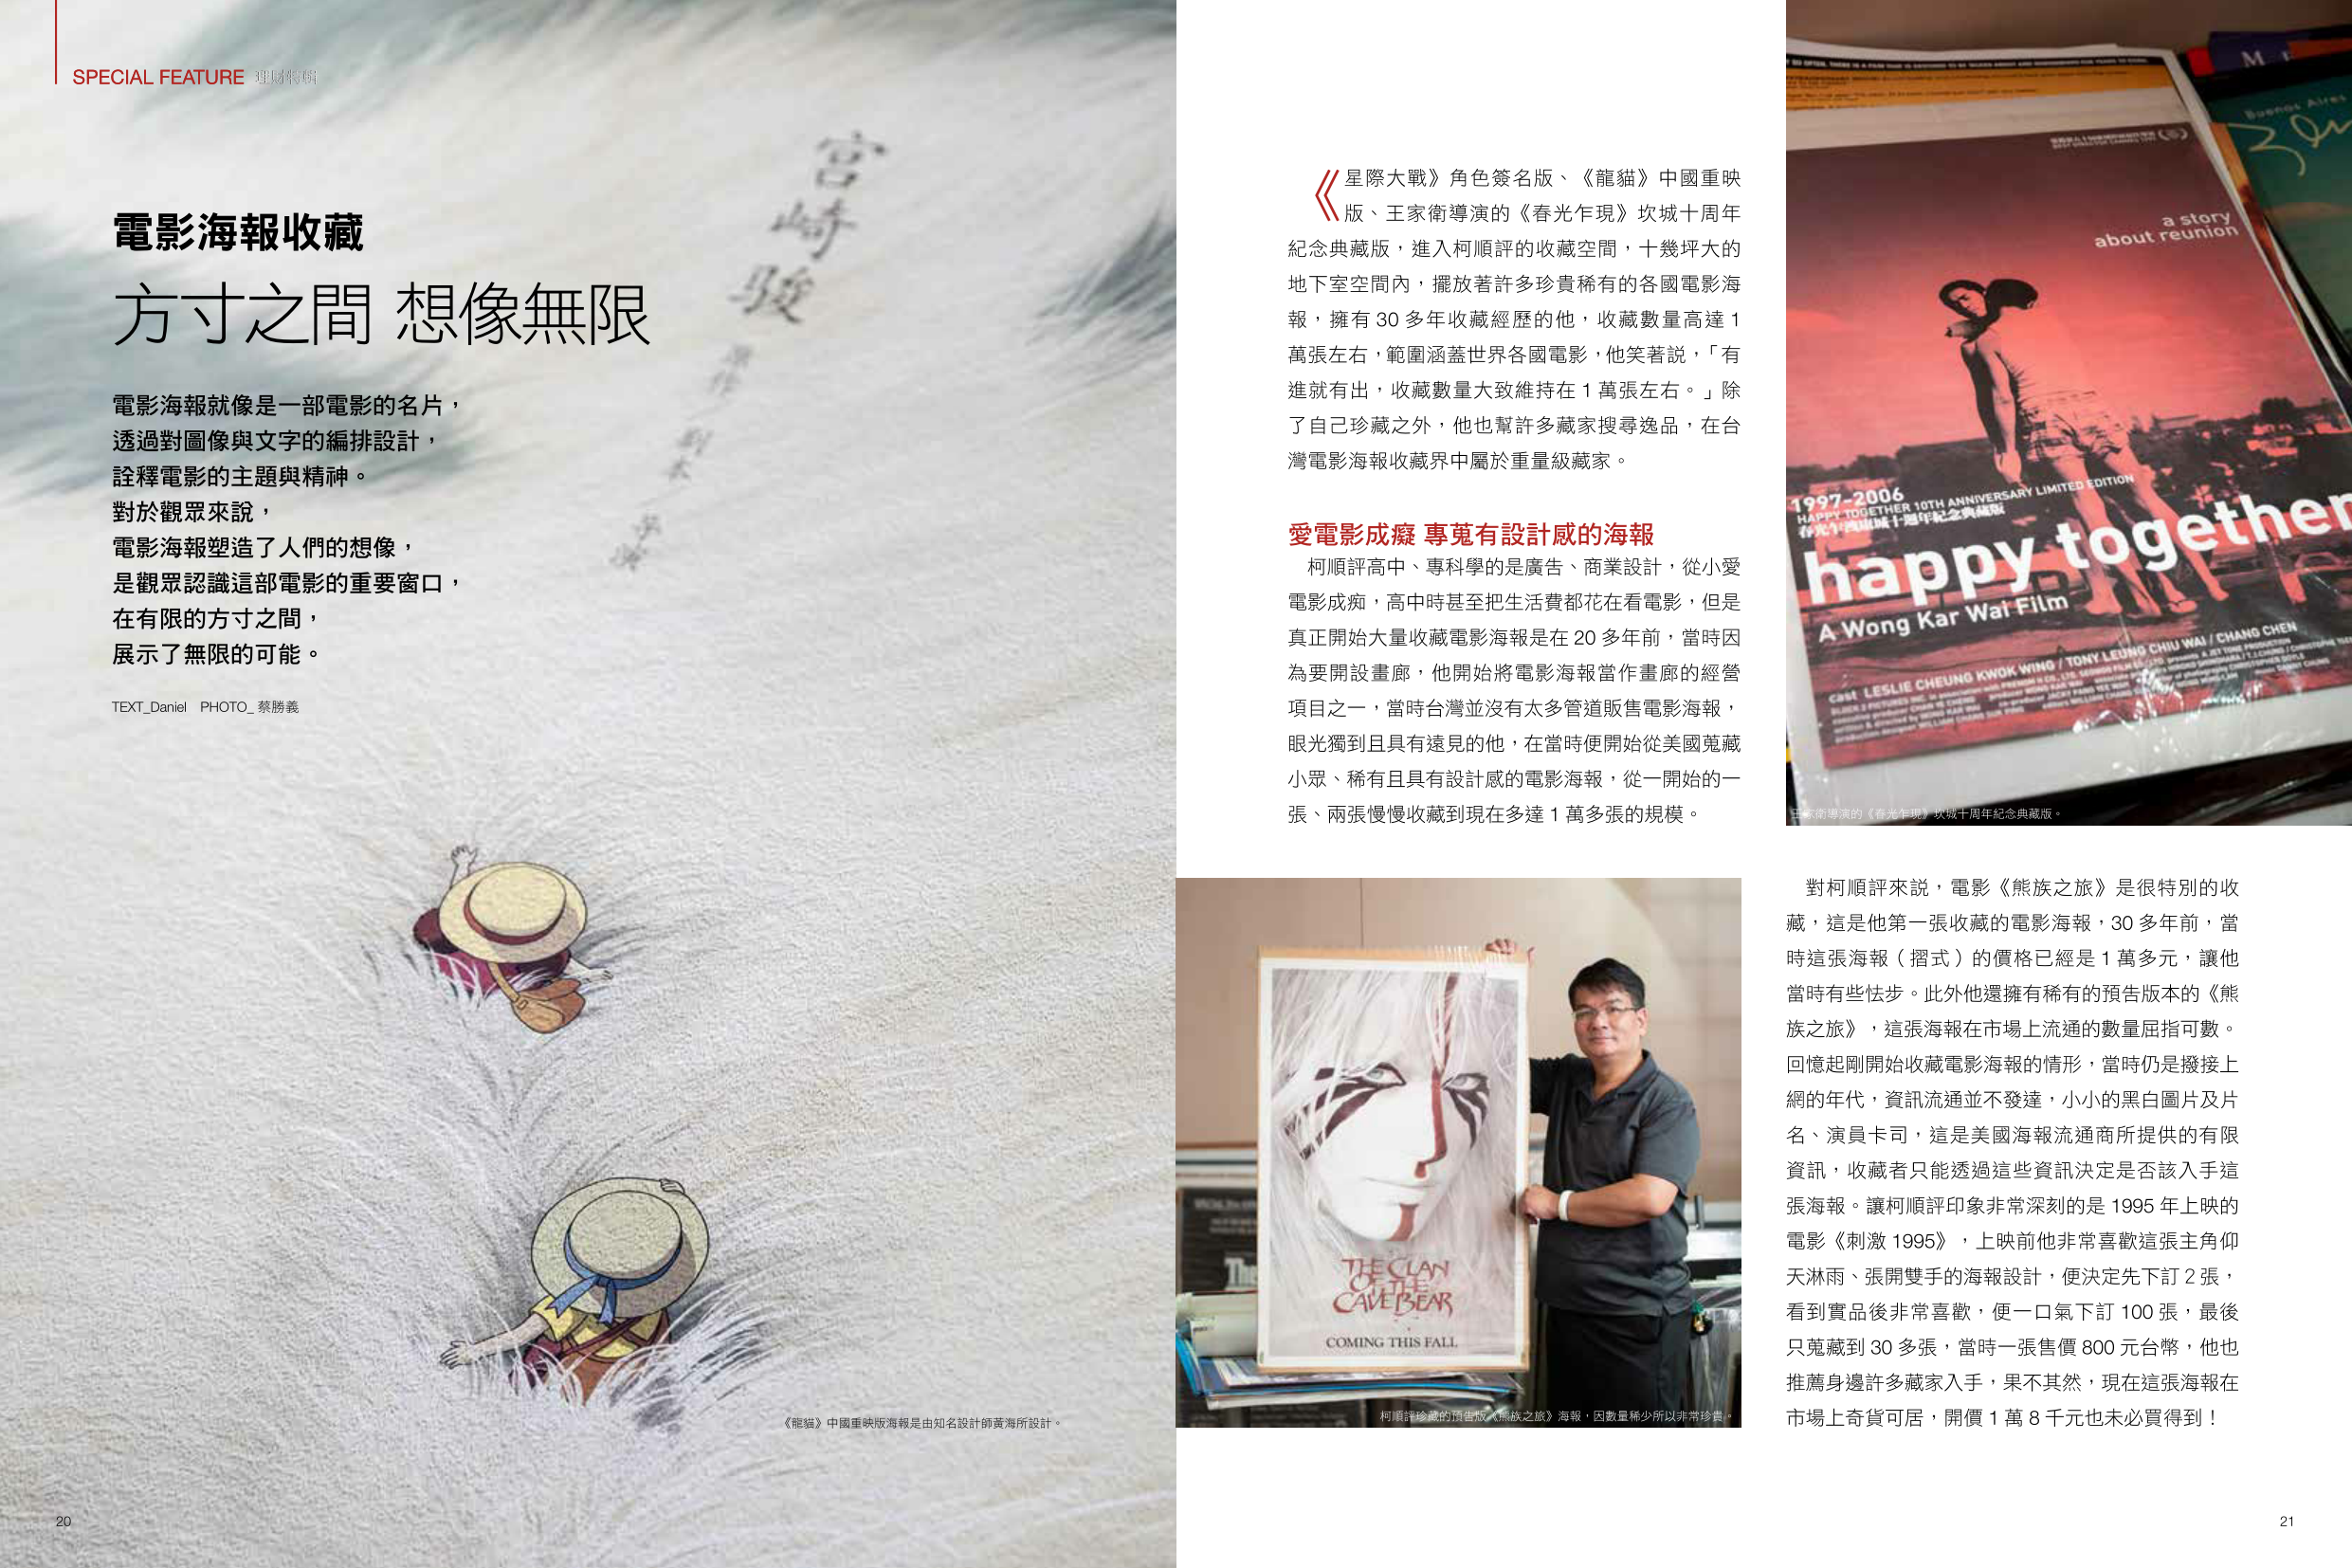 SPECIAL FEATURE
宮崎駿
電影海報收藏
方寸之間 想像無限
電影海報就像是一部電影的名片，
透過對圖像與文字的編排設計，
詮釋電影的主題與精神。
對於觀眾來說，
電影海報塑造了人們的想像，
是觀眾認識這部電影的重要窗口，
在有限的方寸之間，
展示了無限的可能。
TEXT_Daniel PHOTO_ 蔡勝義
《龍貓》中國重映版海報是由知名設計師黃海所設計。
20
《星際大戰》角色簽名版、《龍貓》中國重映
版、王家衛導演的《春光乍現》坎城十周年
紀念典藏版，進入柯順評的收藏空間，十幾坪大的
地下室空間內，擺放著許多珍貴稀有的各國電影海
報，擁有 30 多年收藏經歷的他，收藏數量高達 1
萬張左右，範圍涵蓋世界各國電影，他笑著說，「有
進就有出，收藏數量大致維持在 1 萬張左右。」除
了自己珍藏之外，他也幫許多藏家搜尋逸品，在台
灣電影海報收藏界中屬於重量級藏家。
愛電影成癡 專蒐有設計感的海報
柯順評高中、專科學的是廣告、商業設計，從小愛
電影成痴，高中時甚至把生活費都花在看電影，但是
真正開始大量收藏電影海報是在 20 多年前，當時因
為要開設畫廊，他開始將電影海報當作畫廊的經營
項目之一，當時台灣並沒有太多管道販售電影海報，
眼光獨到且具有遠見的他，在當時便開始從美國蒐藏
小眾、稀有且具有設計感的電影海報，從一開始的一
張、兩張慢慢收藏到現在多達 1 萬多張的規模。
THE CLAN
OF THE
CAVE BEAR
COMING THIS FALL
柯順評珍藏的預告版《熊族之旅》海報，因數量稀少所以非常珍貴。
Buenos Aires
a story
about reunion
1997-2006
HAPPY TOGETHER 10TH ANNIVERSARY LIMITED EDITION
春光乍洩坎城十週年紀念典藏版
happy together
A Wong Kar Wai Film
cast LESLIE CHEUNG KWOK WING / TONY LEUNG CHIU WAI / CHANG CHEN
王家衛導演的《春光乍現》坎城十周年紀念典藏版。
對柯順評來說，電影《熊族之旅》是很特別的收
藏，這是他第一張收藏的電影海報，30 多年前，當
時這張海報（摺式）的價格已經是 1 萬多元，讓他
當時有些怯步。此外他還擁有稀有的預告版本的《熊
族之旅》，這張海報在市場上流通的數量屈指可數。
回憶起剛開始收藏電影海報的情形，當時仍是撥接上
網的年代，資訊流通並不發達，小小的黑白圖片及片
名、演員卡司，這是美國海報流通商所提供的有限
資訊，收藏者只能透過這些資訊決定是否該入手這
張海報。讓柯順評印象非常深刻的是 1995 年上映的
電影《刺激 1995》，上映前他非常喜歡這張主角仰
天淋雨、張開雙手的海報設計，便決定先下訂 2 張，
看到實品後非常喜歡，便一口氣下訂 100 張，最後
只蒐藏到 30 多張，當時一張售價 800 元台幣，他也
推薦身邊許多藏家入手，果不其然，現在這張海報在
市場上奇貨可居，開價 1 萬 8 千元也未必買得到！
21